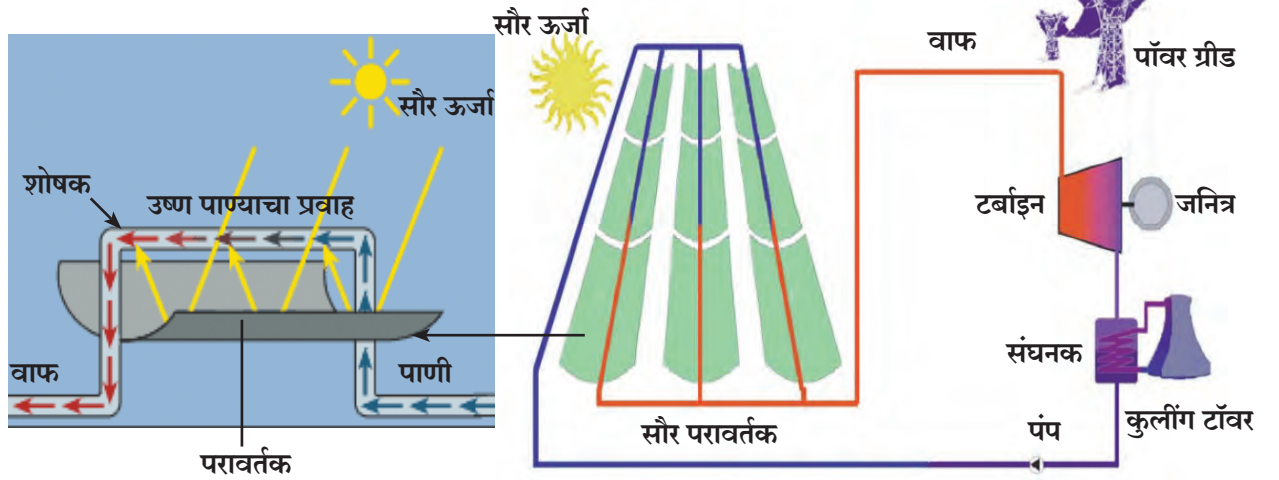 सौर ऊर्जा
शोषक
उष्ण पाण्याचा प्रवाह
वाफ
पाणी
परावर्तक
सौर ऊर्जा
वाफ
पॉवर ग्रीड
टर्बाइन
जनित्र
संघनक
कुलींग टॉवर
सौर परावर्तक
पंप